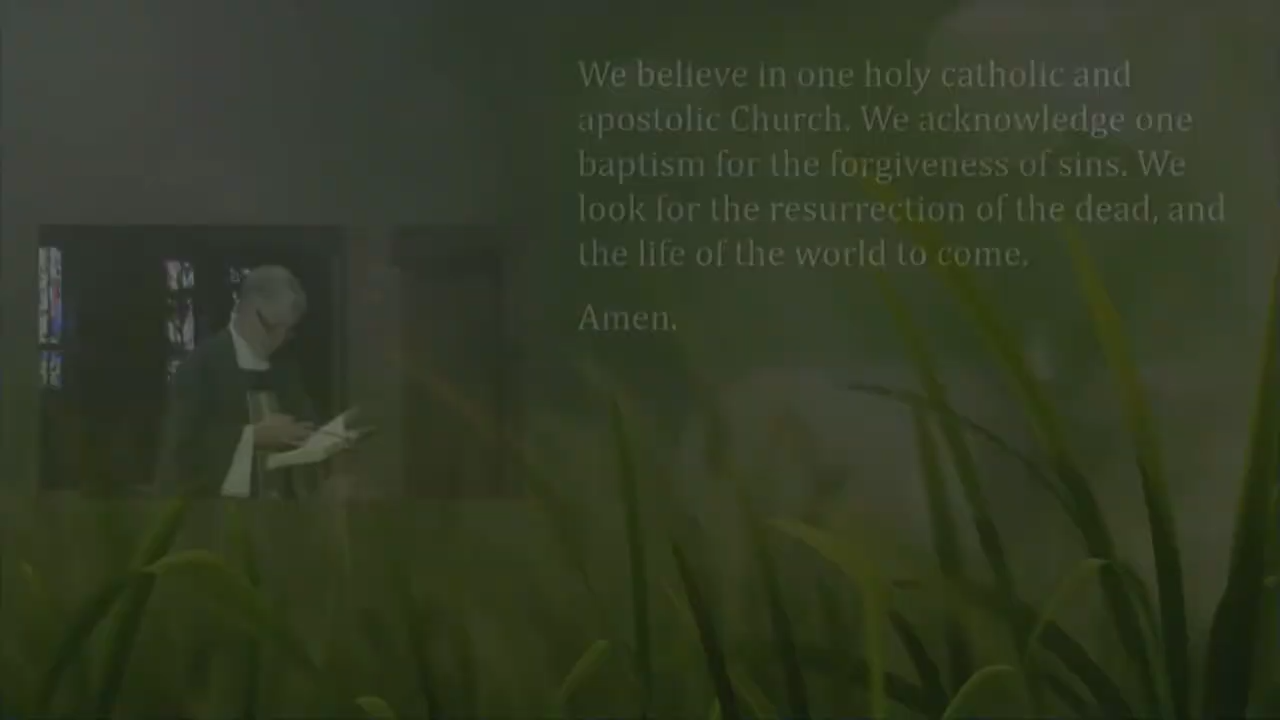 We believe in one holy catholic and
apostolic Church. We acknowledge one
baptism for the forgiveness of sins. We
look for the resurrection of the dead, and
the life of the world to come.
Amen.